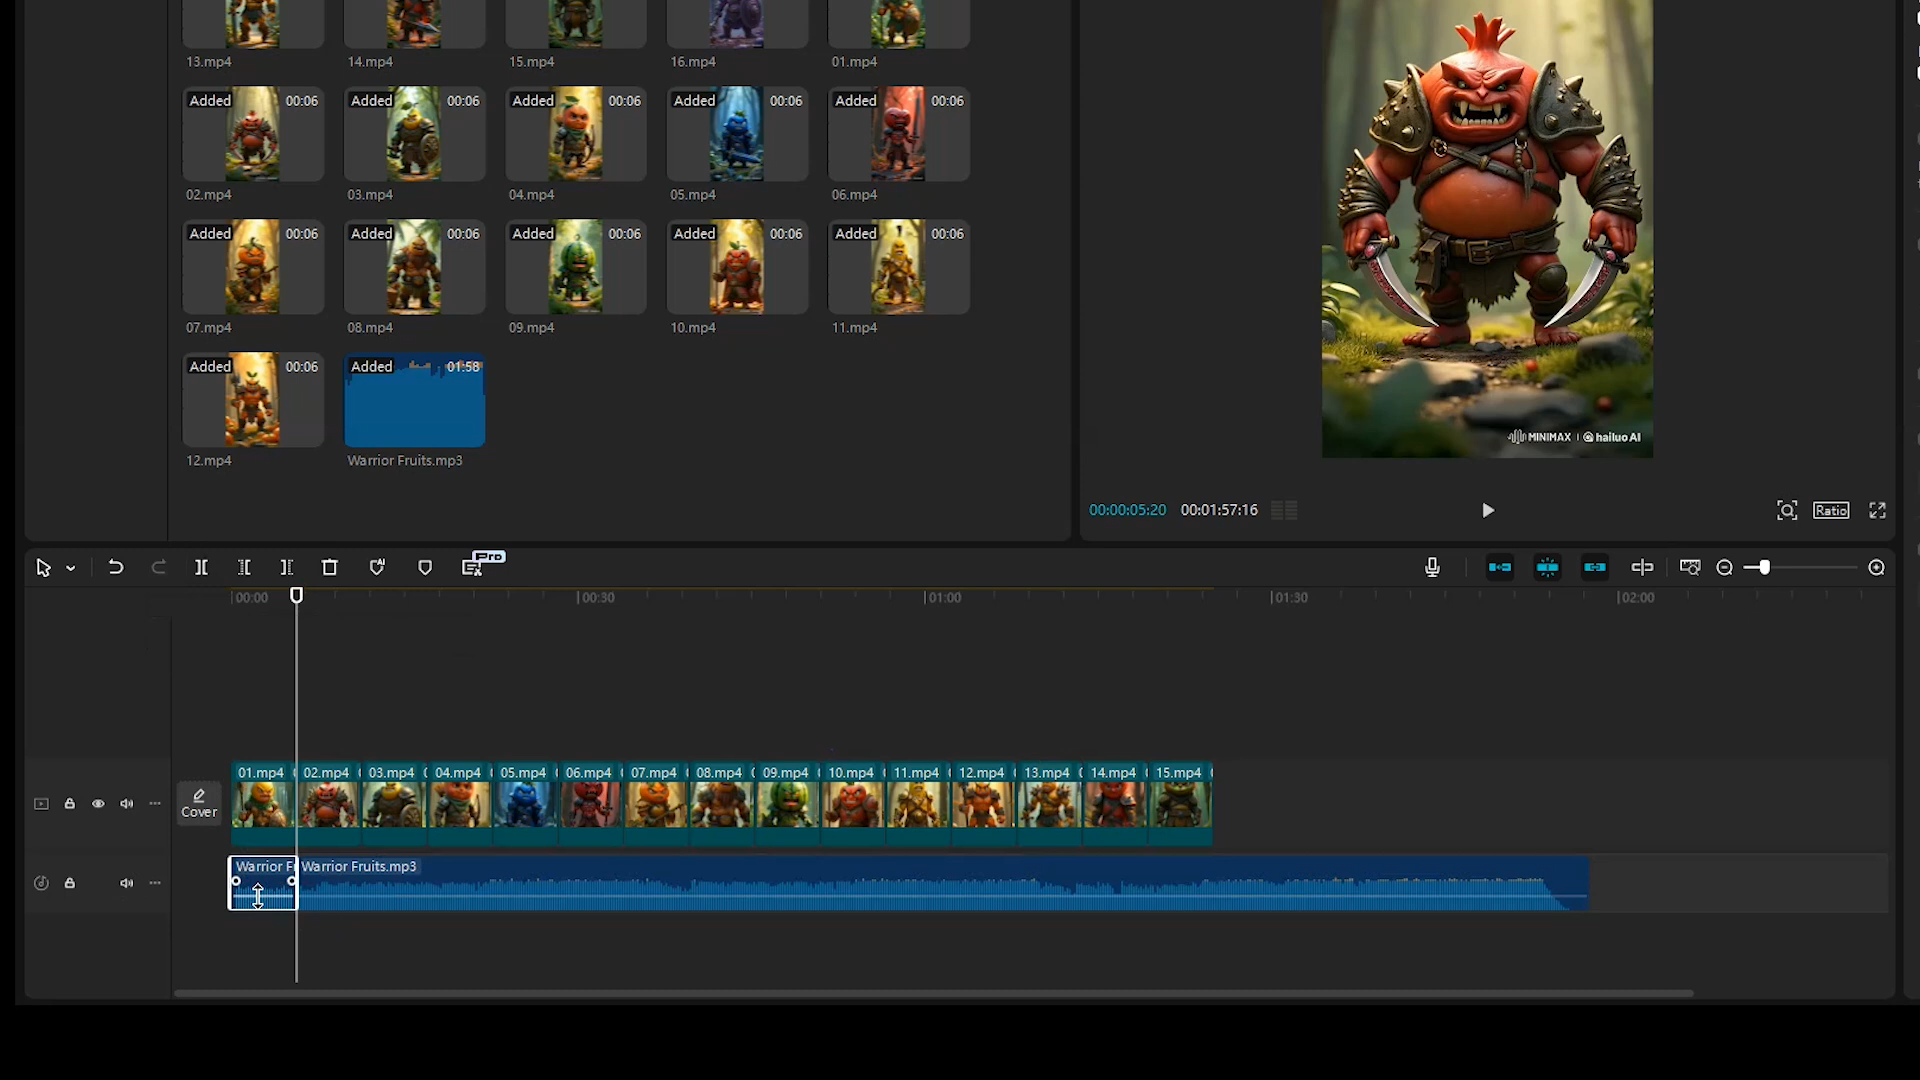 13.mp4
14.mp4
15.mp4
16.mp4
01.mp4
Added 00:06
Added 00:06
Added 00:06
Added 00:06
Added 00:06
02.mp4
03.mp4
04.mp4
05.mp4
06.mp4
Added 00:06
Added 00:06
Added 00:06
Added 00:06
Added 00:06
07.mp4
08.mp4
09.mp4
10.mp4
11.mp4
Added 00:06
Added 01:58
12.mp4
Warrior Fruits.mp3
MINIMAX | hailuo AI
00:00:05:20 00:01:57:16
Ratio
Pro
00:00
00:30
01:00
01:30
02:00
Cover
01.mp4
02.mp4
03.mp4
04.mp4
05.mp4
06.mp4
07.mp4
08.mp4
09.mp4
10.mp4
11.mp4
12.mp4
13.mp4
14.mp4
15.mp4
Warrior F
Warrior Fruits.mp3